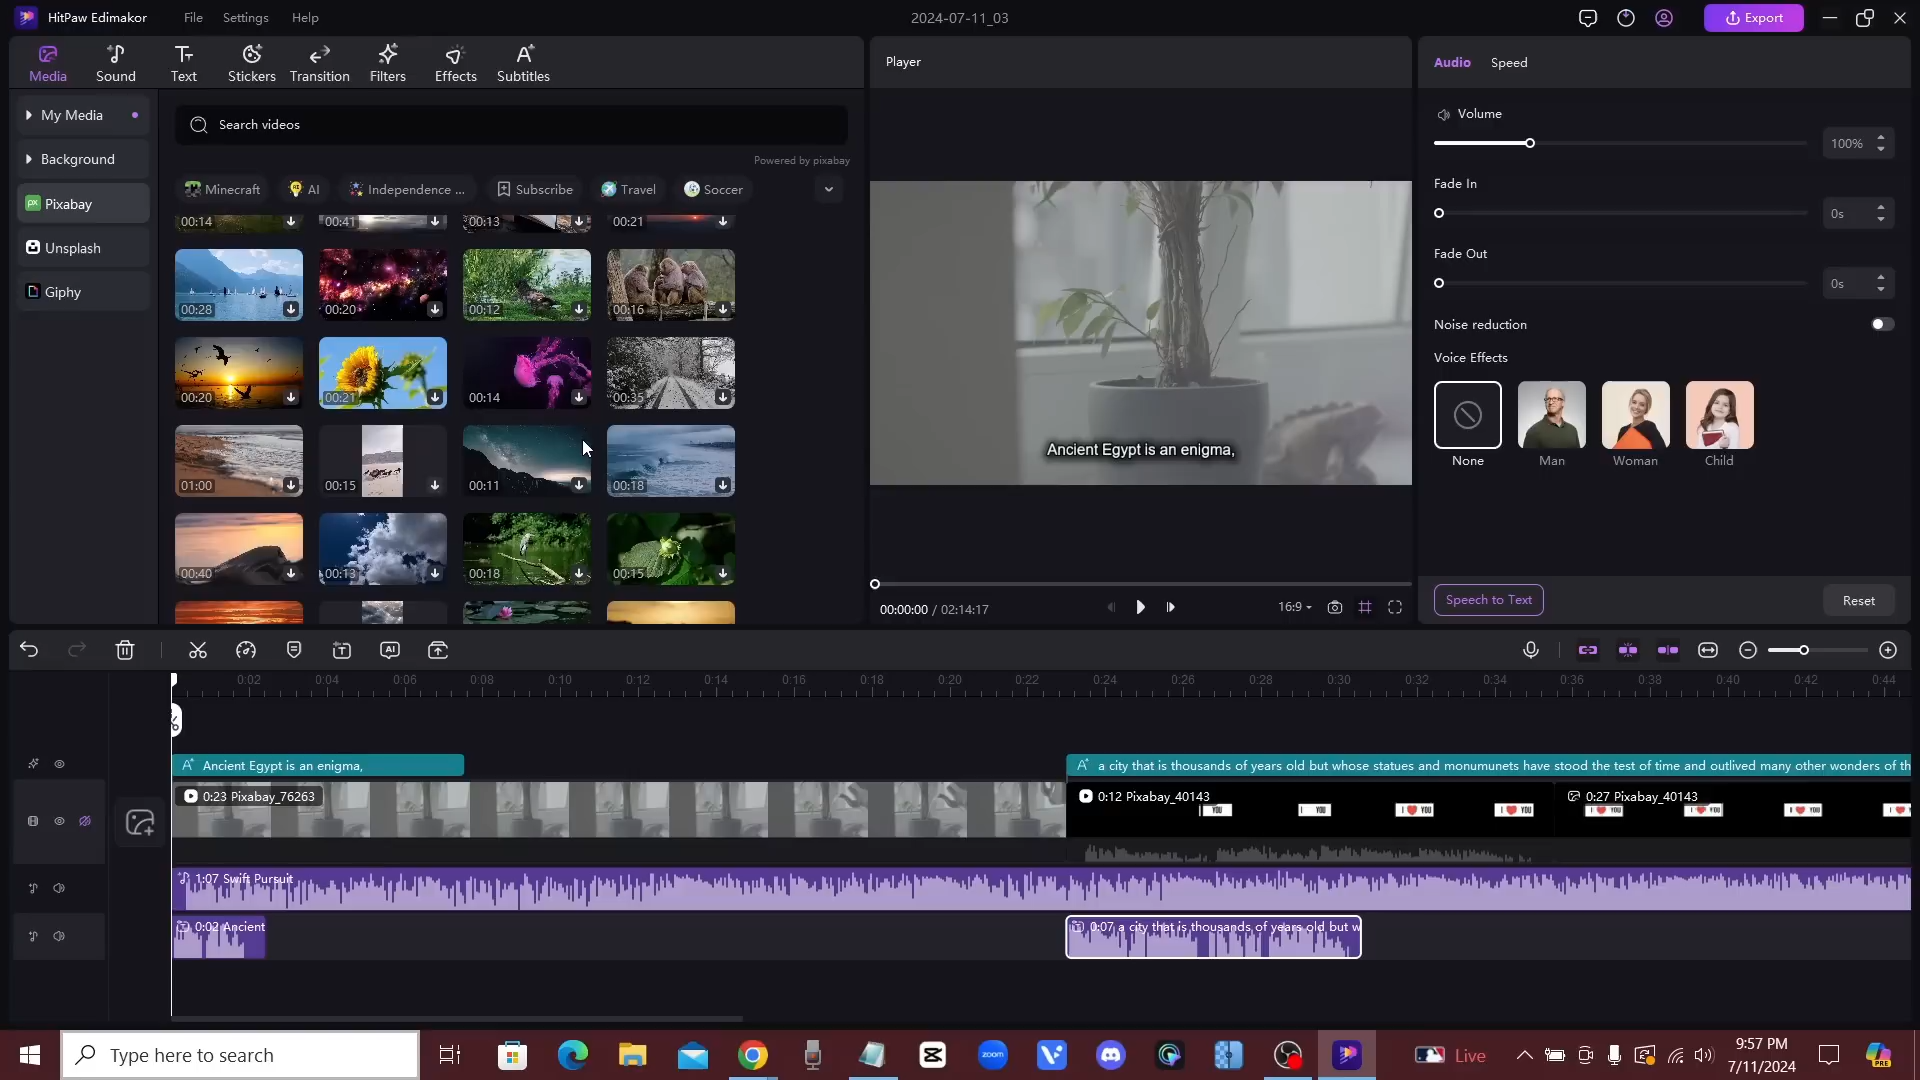 HitPaw Edimakor
File
Settings
Help
2024-07-11_03
Export
Media
Sound
Text
Stickers
Transition
Filters
Effects
Subtitles
Player
Audio
Speed
My Media
Background
Pixabay
Unsplash
Giphy
Search videos
Powered by pixabay
Minecraft
AI
Independence ...
Subscribe
Travel
Soccer
00:14
00:41
00:13
00:21
00:28
00:20
00:12
00:16
00:20
00:21
00:14
00:35
01:00
00:15
00:11
00:18
00:40
00:13
00:18
00:15
Ancient Egypt is an enigma,
00:00:00 / 02:14:17
16:9
Volume
100%
Fade In
0s
Fade Out
0s
Noise reduction
Voice Effects
None
Man
Woman
Child
Speech to Text
Reset
0:02
0:04
0:06
0:08
0:10
0:12
0:14
0:16
0:18
0:20
0:22
0:24
0:26
0:28
0:30
0:32
0:34
0:36
0:38
0:40
0:42
0:44
Ancient Egypt is an enigma,
a city that is thousands of years old but whose statues and monumunets have stood the test of time and outlived many other wonders of th
0:23 Pixabay_76263
0:12 Pixabay_40143
0:27 Pixabay_40143
I YOU
I YOU
I YOU
I YOU
I YOU
I YOU
I YOU
1:07 Swift Pursuit
0:02 Ancient
0:07 a city that is thousands of years old but w
Type here to search
zoom
Live
9:57 PM
7/11/2024
PRE